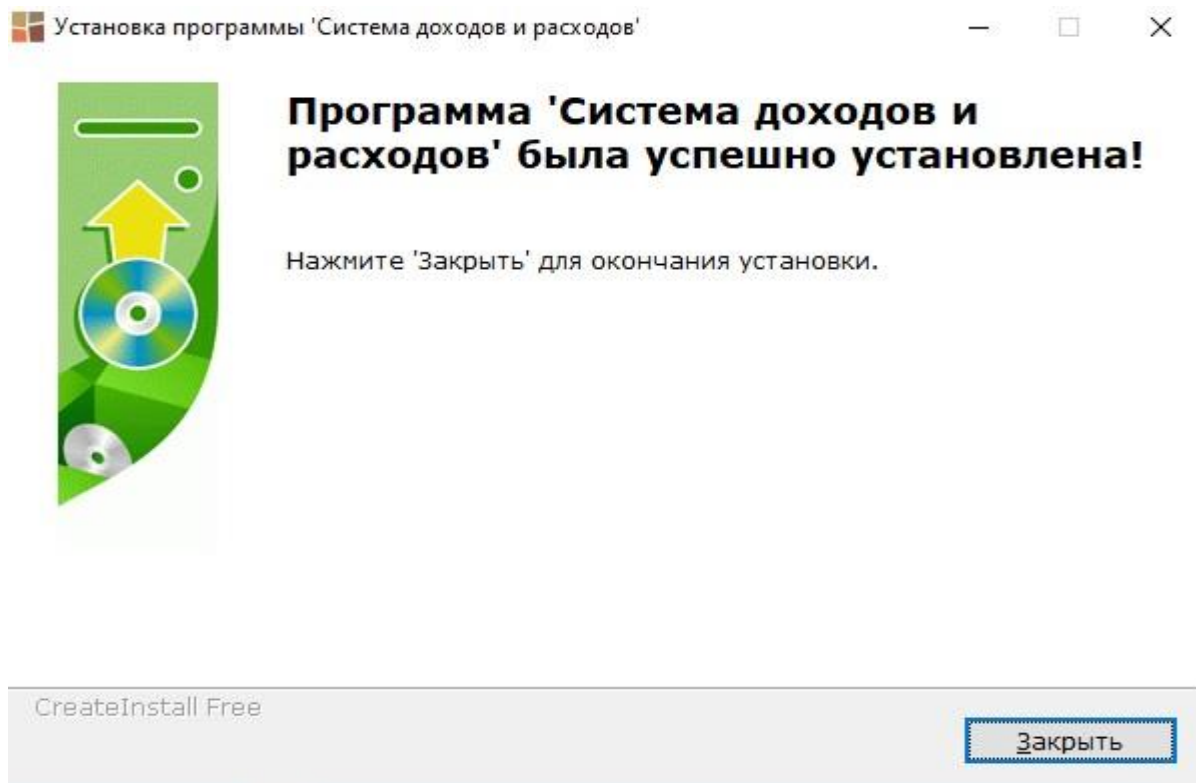 Установка программы 'Система доходов и расходов'
Программа 'Система доходов и
расходов' была успешно установлена!
Нажмите 'Закрыть' для окончания установки.
CreateInstall Free
Закрыть